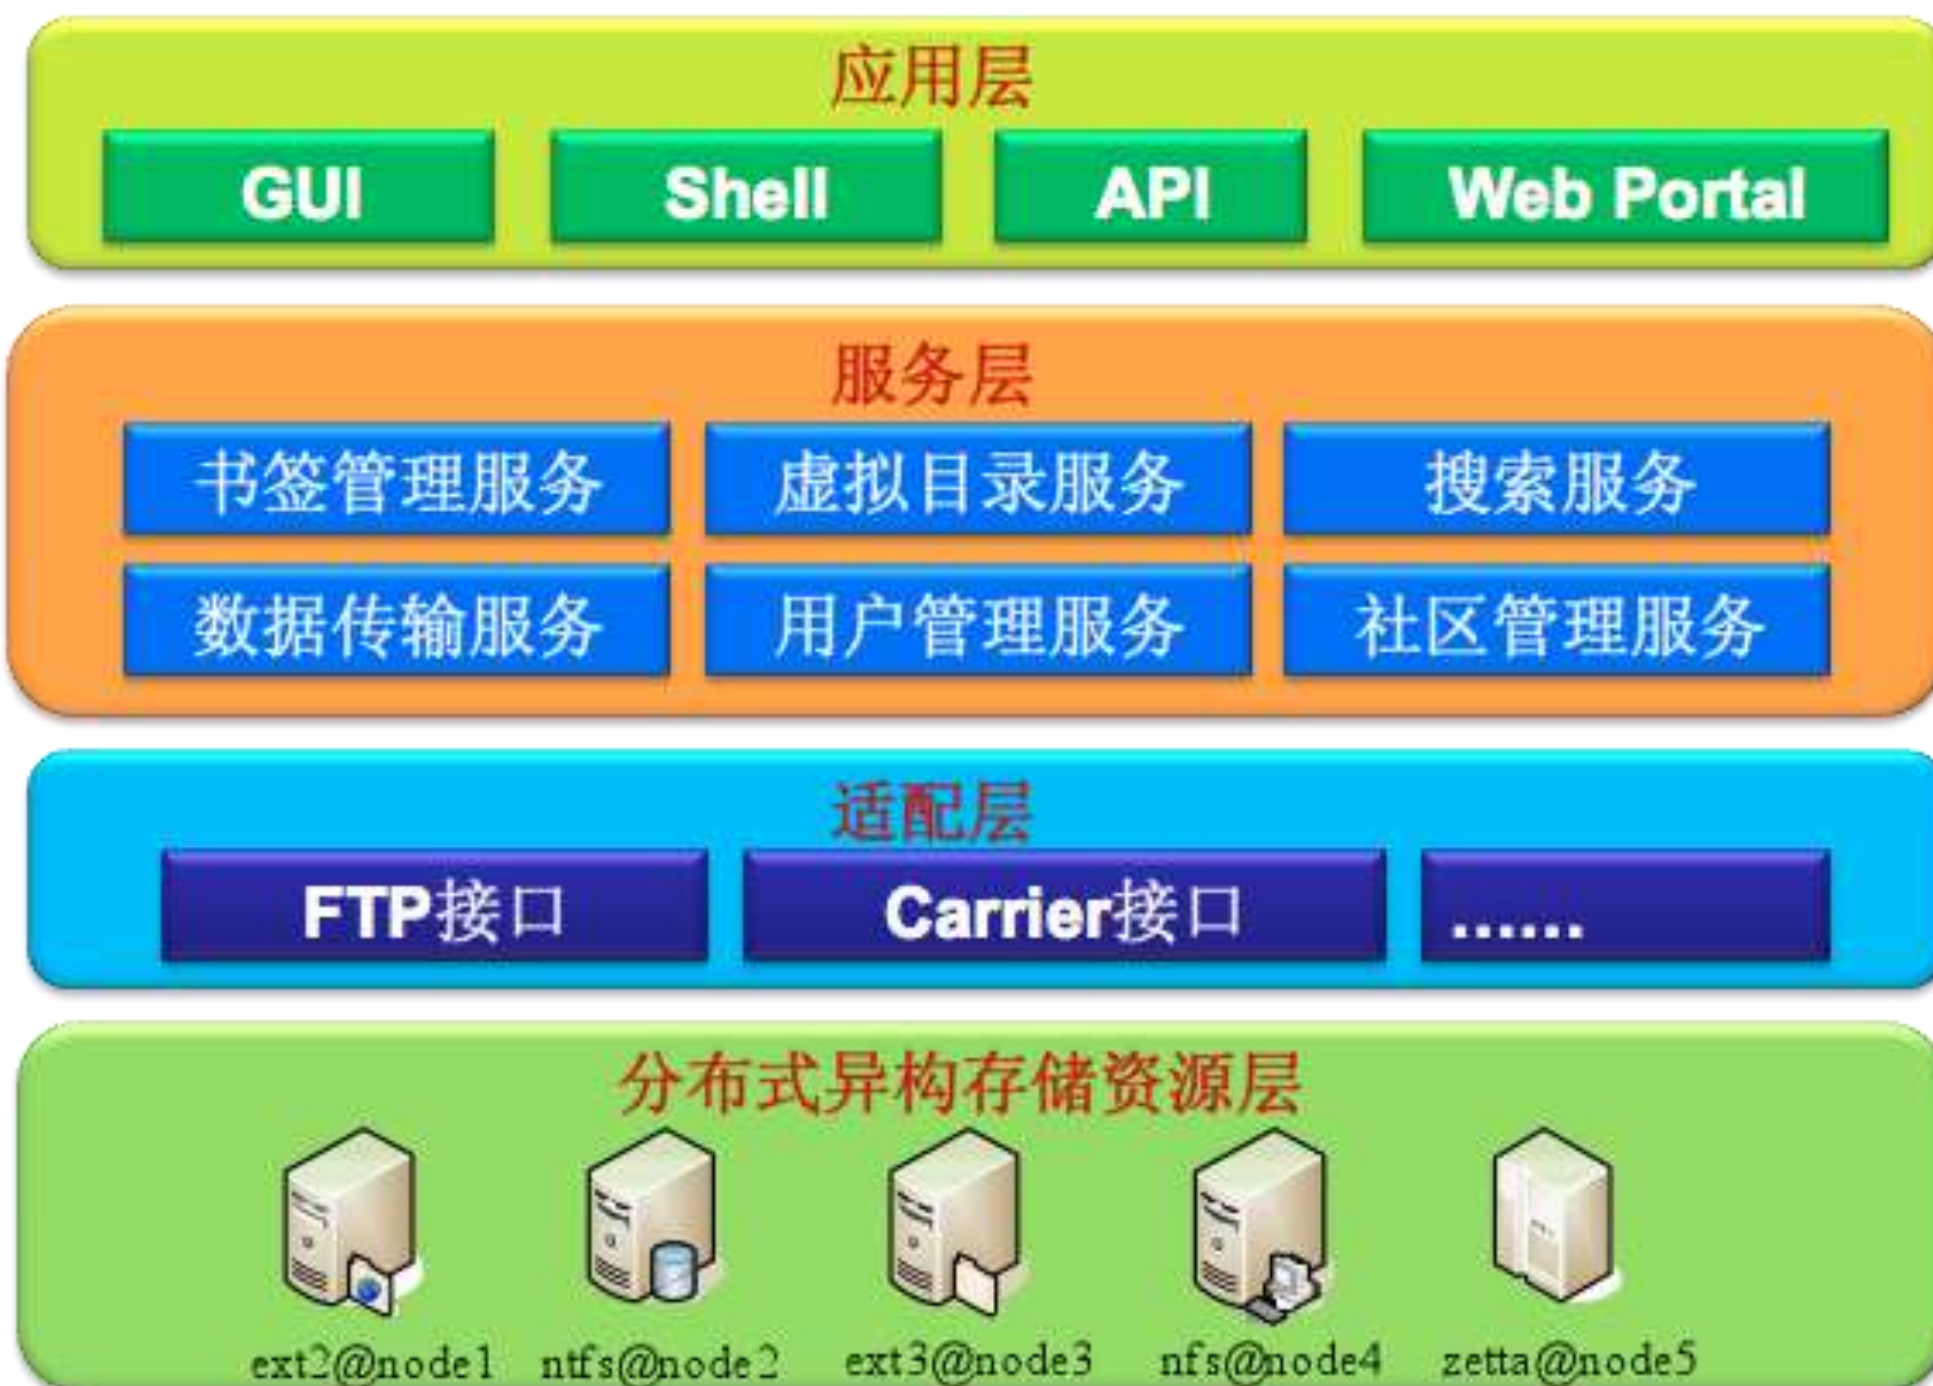 应用层
GUI Shell API Web Portal
服务层
书签管理服务 虚拟目录服务 搜索服务
数据传输服务 用户管理服务 社区管理服务
适配层
FTP接口 Carrier接口 ......
分布式异构存储资源层
ext2@node1 ntfs@node2 ext3@node3 nfs@node4 zetta@node5